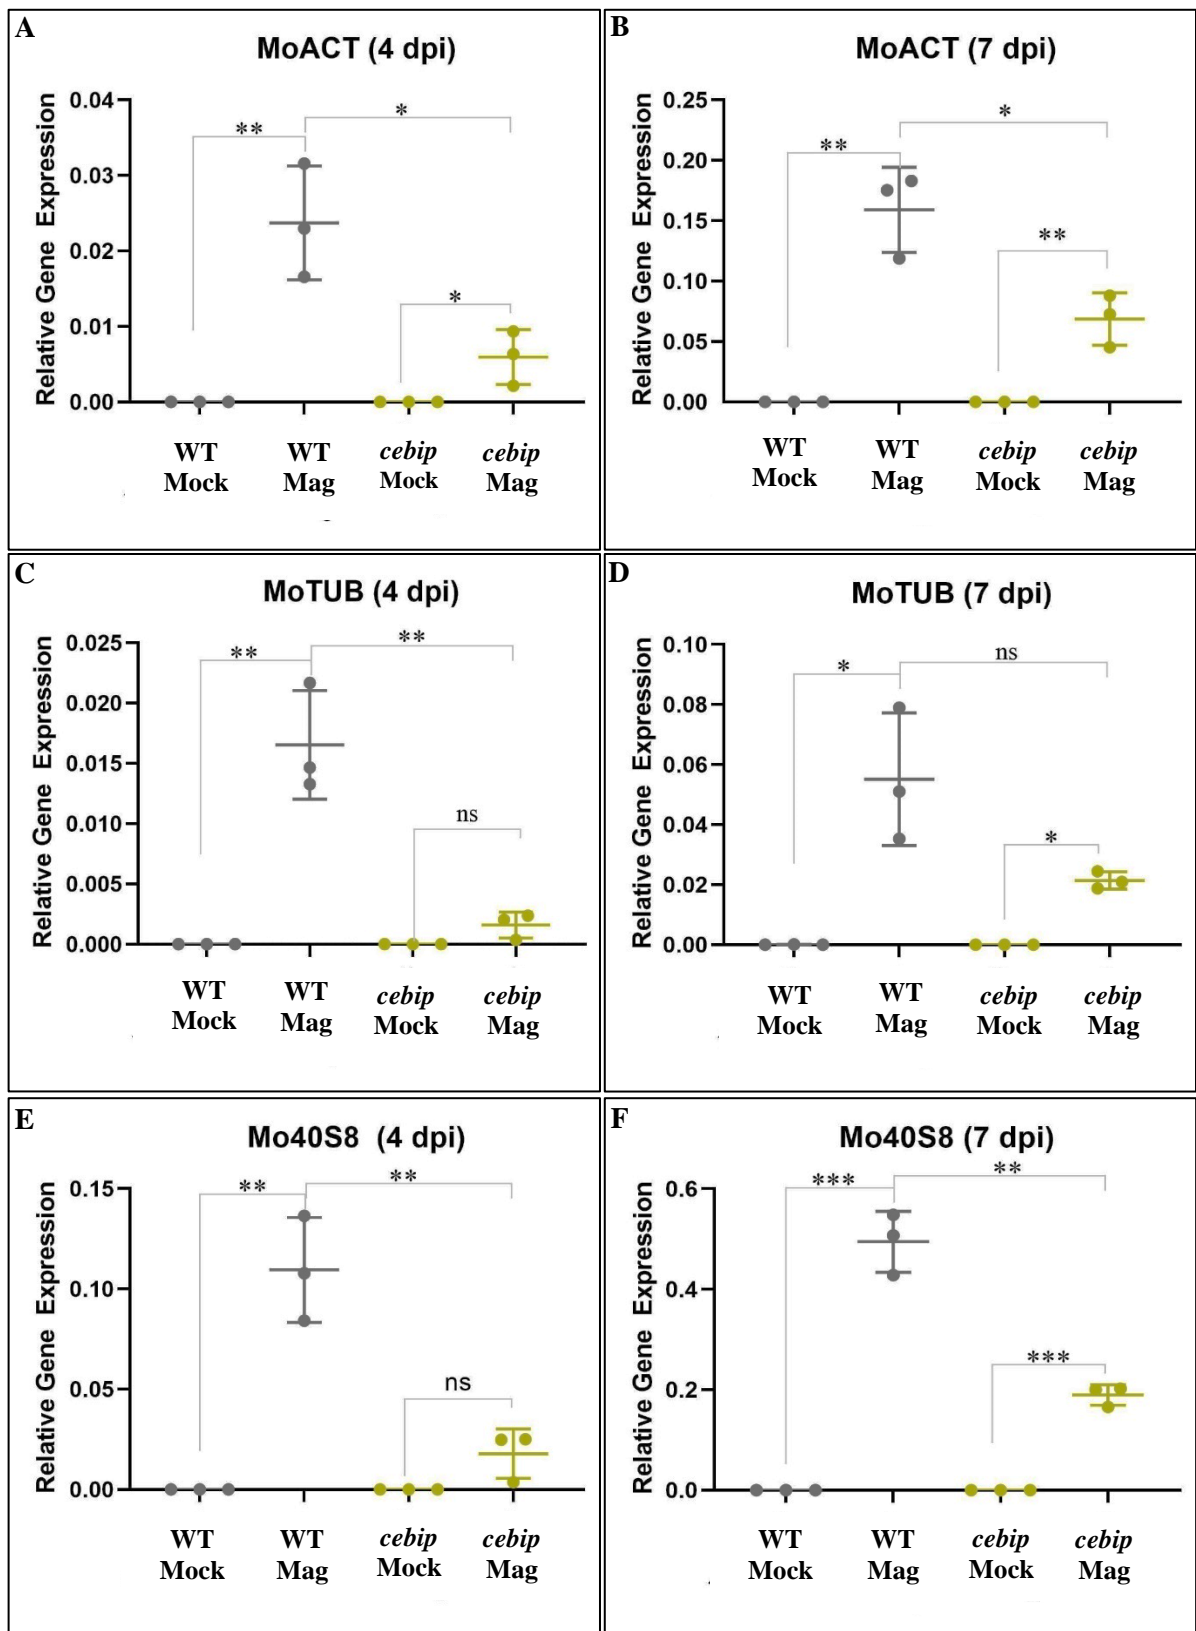 A
MoACT (4 dpi)
Relative Gene Expression
0.04
0.03
0.02
0.01
0.00
**
*
*
WT
Mock
WT
Mag
cebip
Mock
cebip
Mag
B
MoACT (7 dpi)
Relative Gene Expression
0.25
0.20
0.15
0.10
0.05
0.00
**
*
**
WT
Mock
WT
Mag
cebip
Mock
cebip
Mag
C
MoTUB (4 dpi)
Relative Gene Expression
0.025
0.020
0.015
0.010
0.005
0.000
**
**
ns
WT
Mock
WT
Mag
cebip
Mock
cebip
Mag
D
MoTUB (7 dpi)
Relative Gene Expression
0.10
0.08
0.06
0.04
0.02
0.00
*
ns
*
WT
Mock
WT
Mag
cebip
Mock
cebip
Mag
E
Mo40S8 (4 dpi)
Relative Gene Expression
0.15
0.10
0.05
0.00
**
**
ns
WT
Mock
WT
Mag
cebip
Mock
cebip
Mag
F
Mo40S8 (7 dpi)
Relative Gene Expression
0.6
0.4
0.2
0.0
***
**
***
WT
Mock
WT
Mag
cebip
Mock
cebip
Mag